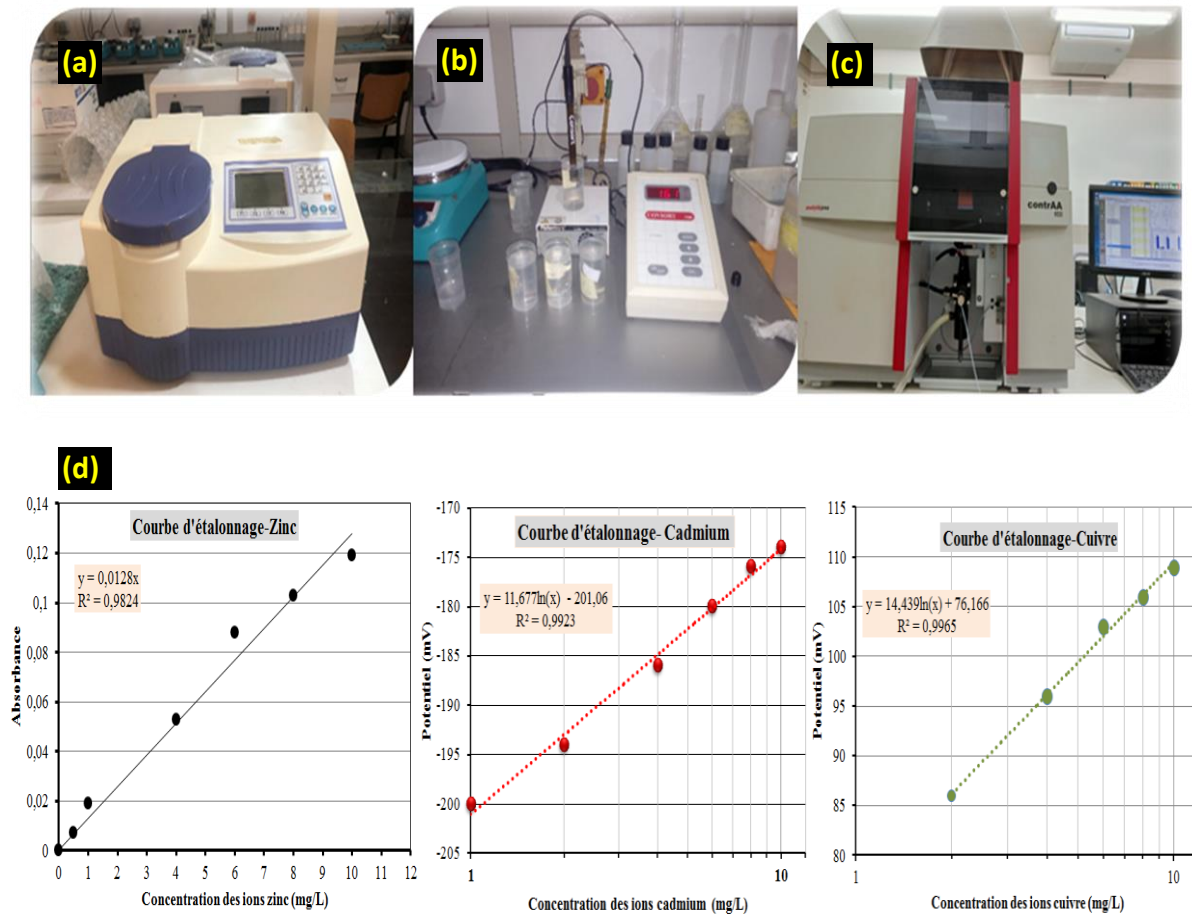 (a)
(b)
(c)
contrAA
(d)
Courbe d'étalonnage-Zinc
y = 0,0128x
R² = 0,9824
Absorbance
0,14
0,12
0,1
0,08
0,06
0,04
0,02
0
0 1 2 3 4 5 6 7 8 9 10 11 12
Concentration des ions zinc (mg/L)
Courbe d'étalonnage- Cadmium
y = 11,677ln(x) - 201,06
R² = 0,9923
Potentiel (mV)
-170
-175
-180
-185
-190
-195
-200
-205
1 10
Concentration des ions cadmium (mg/L)
Courbe d'étalonnage-Cuivre
y = 14,439ln(x) + 76,166
R² = 0,9965
Potentiel (mV)
115
110
105
100
95
90
85
80
1 10
Concentration des ions cuivre (mg/L)